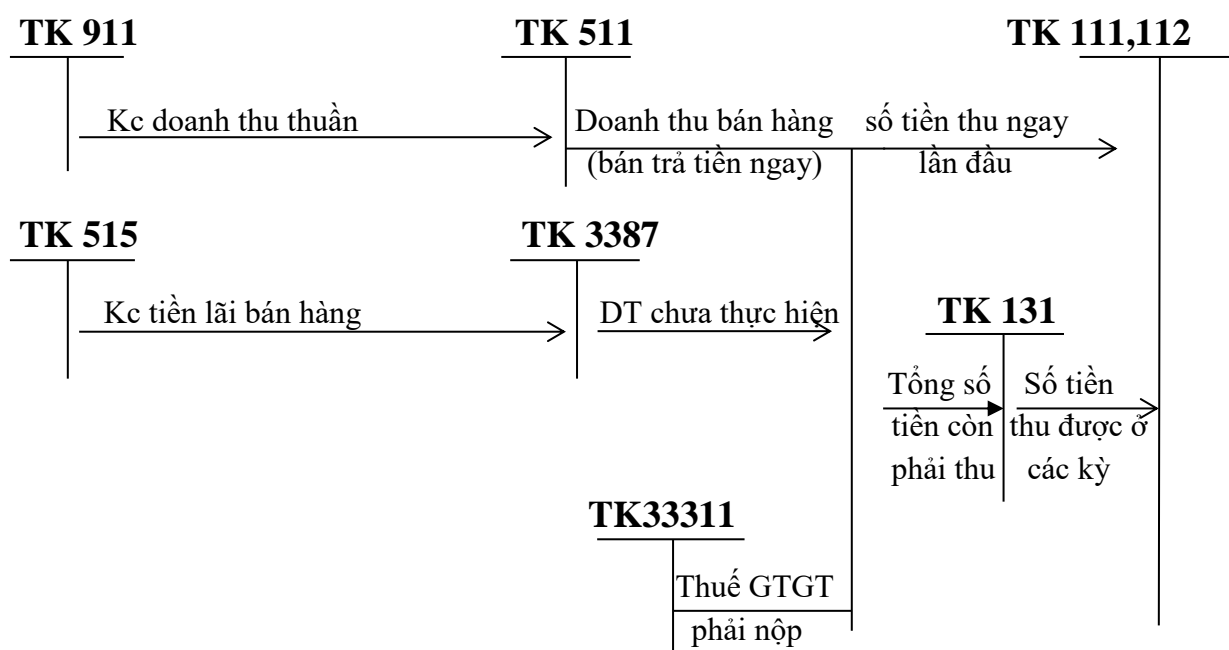 TK 911
TK 511
TK 111,112
Kc doanh thu thuần
Doanh thu bán hàng
(bán trả tiền ngay)
số tiền thu ngay
lần đầu
TK 515
TK 3387
Kc tiền lãi bán hàng
DT chưa thực hiện
TK 131
Tổng số
tiền còn
phải thu
Số tiền
thu được ở
các kỳ
TK33311
Thuế GTGT
phải nộp